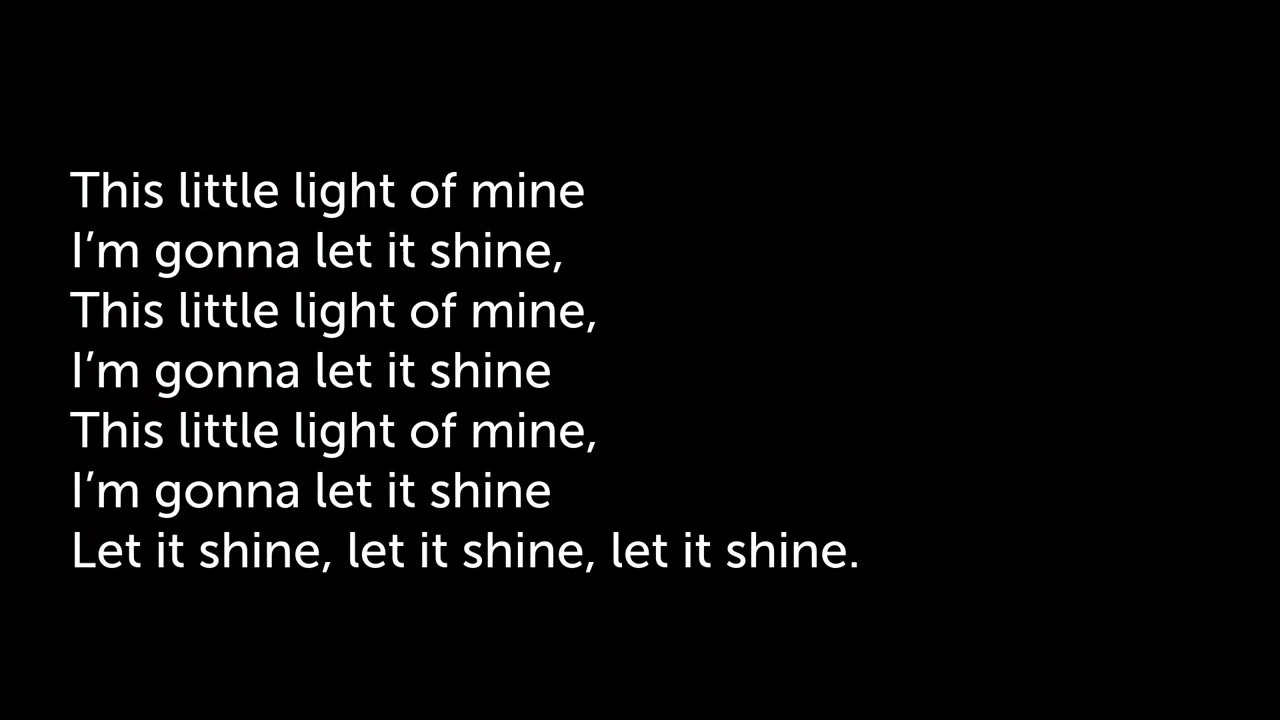 This little light of mine
I’m gonna let it shine,
This little light of mine,
I’m gonna let it shine
This little light of mine,
I’m gonna let it shine
Let it shine, let it shine, let it shine.